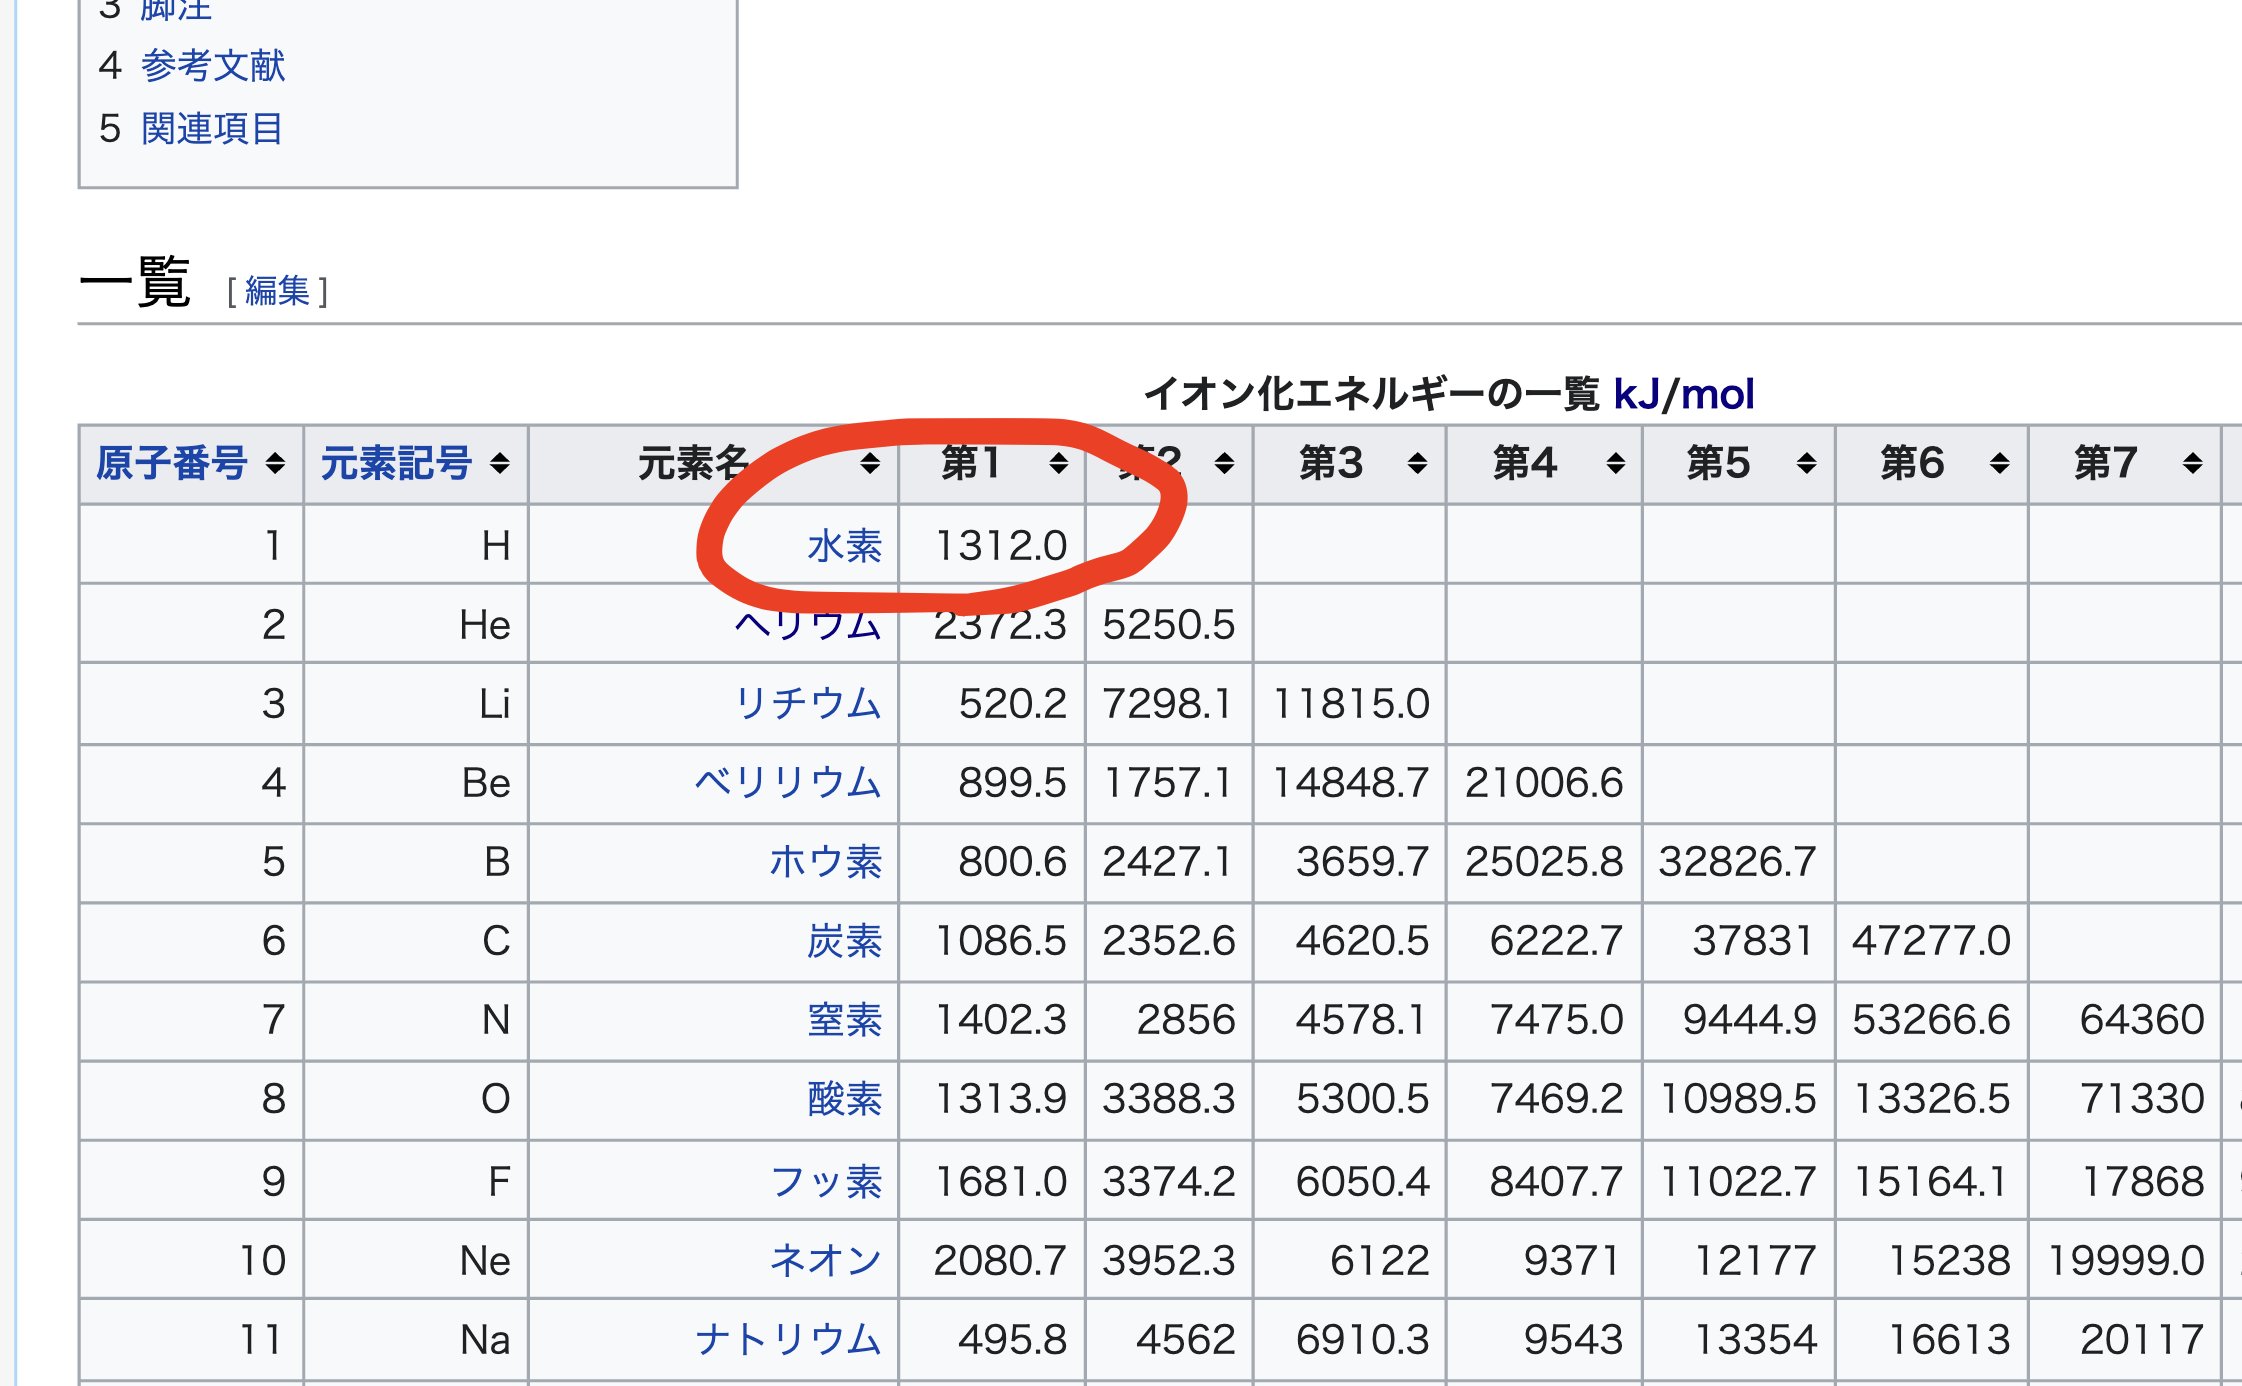 3 脚注
4 参考文献
5 関連項目
一覧 [編集]
イオン化エネルギーの一覧 kJ/mol
原子番号 元素記号 元素名 第1 第2 第3 第4 第5 第6 第7
1 H 水素 1312.0
2 He ヘリウム 2372.3 5250.5
3 Li リチウム 520.2 7298.1 11815.0
4 Be ベリリウム 899.5 1757.1 14848.7 21006.6
5 B ホウ素 800.6 2427.1 3659.7 25025.8 32826.7
6 C 炭素 1086.5 2352.6 4620.5 6222.7 37831 47277.0
7 N 窒素 1402.3 2856 4578.1 7475.0 9444.9 53266.6 64360
8 O 酸素 1313.9 3388.3 5300.5 7469.2 10989.5 13326.5 71330
9 F フッ素 1681.0 3374.2 6050.4 8407.7 11022.7 15164.1 17868
10 Ne ネオン 2080.7 3952.3 6122 9371 12177 15238 19999.0
11 Na ナトリウム 495.8 4562 6910.3 9543 13354 16613 20117